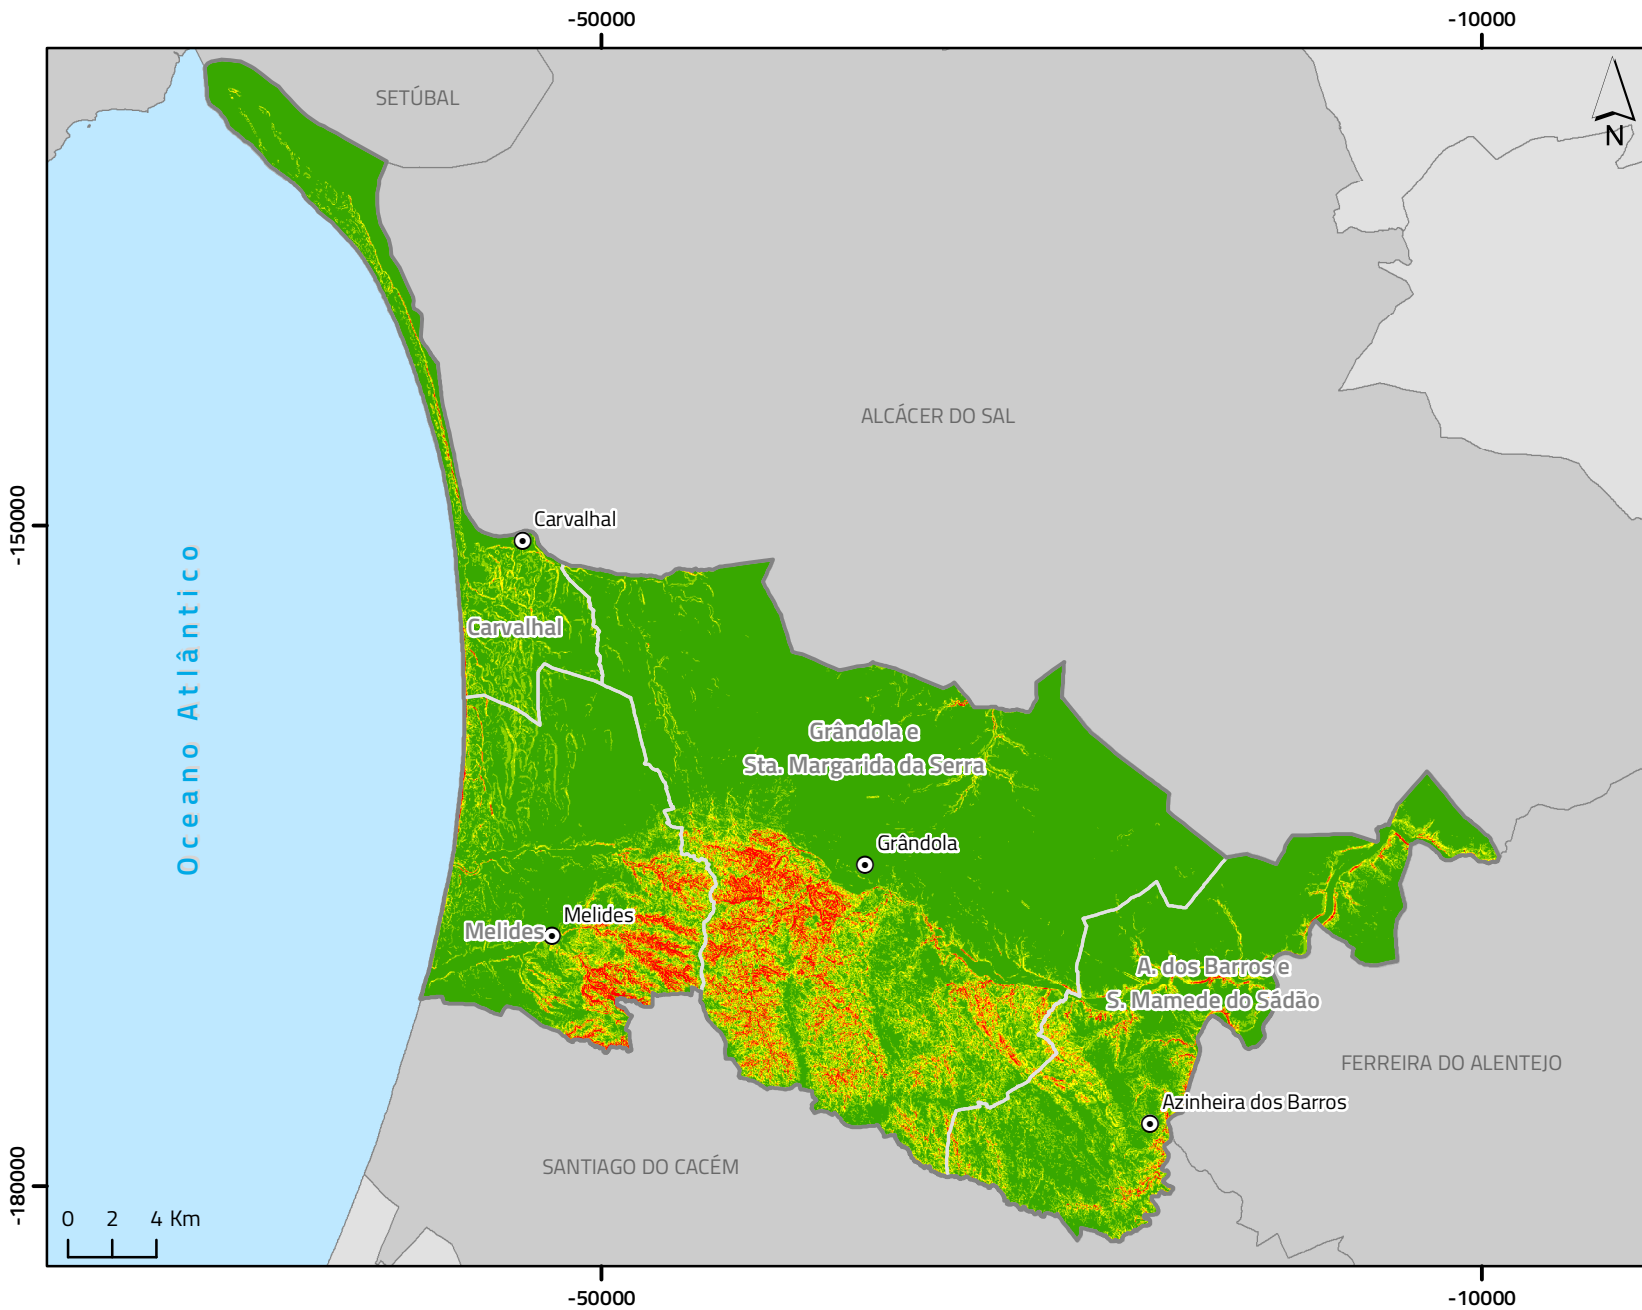 -50000
-10000
SETÚBAL
N
ALCÁCER DO SAL
-150000
Carvalhal
Oceano Atlântico
Carvalhal
Grândola e
Sta. Margarida da Serra
Grândola
Melides
Melides
A. dos Barros e
S. Mamede do Sádão
FERREIRA DO ALENTEJO
Azinheira dos Barros
SANTIAGO DO CACÉM
-180000
0 2 4 Km
-50000
-10000